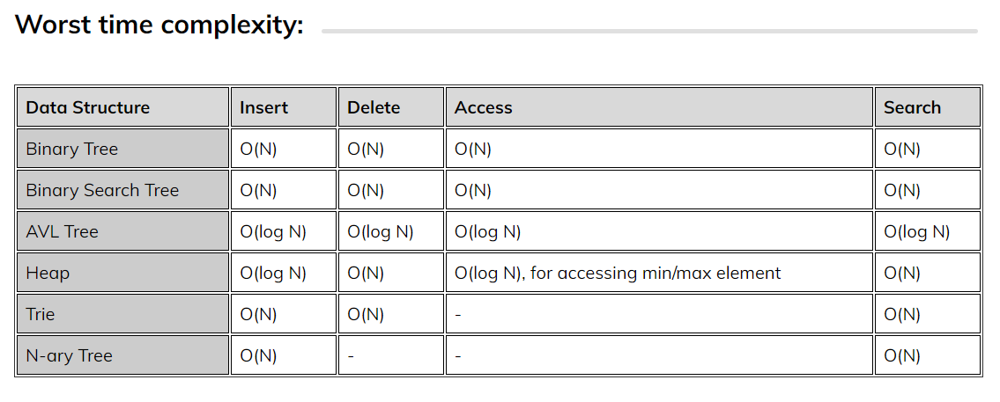 Worst time complexity:
Data Structure Insert Delete Access Search
Binary Tree O(N) O(N) O(N) O(N)
Binary Search Tree O(N) O(N) O(N) O(N)
AVL Tree O(log N) O(log N) O(log N) O(log N)
Heap O(log N) O(N) O(log N), for accessing min/max element O(N)
Trie O(N) O(N) - O(N)
N-ary Tree O(N) - - O(N)